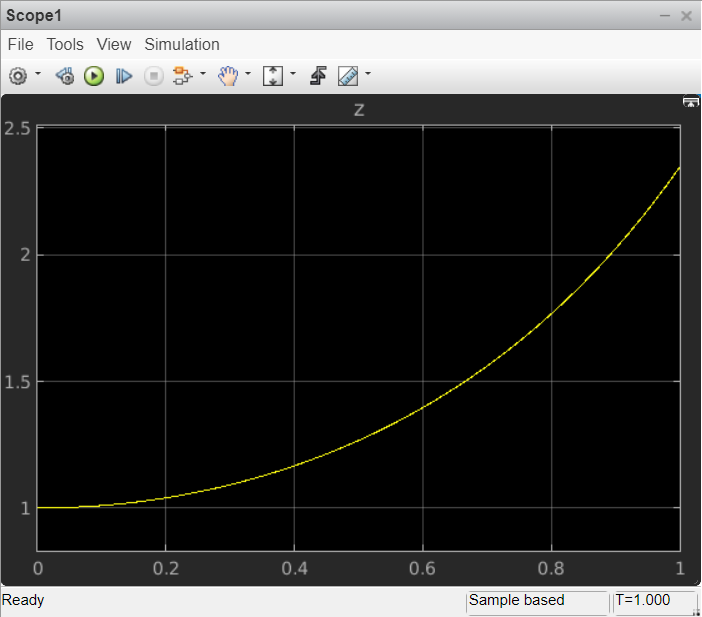 Scope1
File Tools View Simulation
z
2.5
2
1.5
1
0 0.2 0.4 0.6 0.8 1
Ready Sample based T=1.000